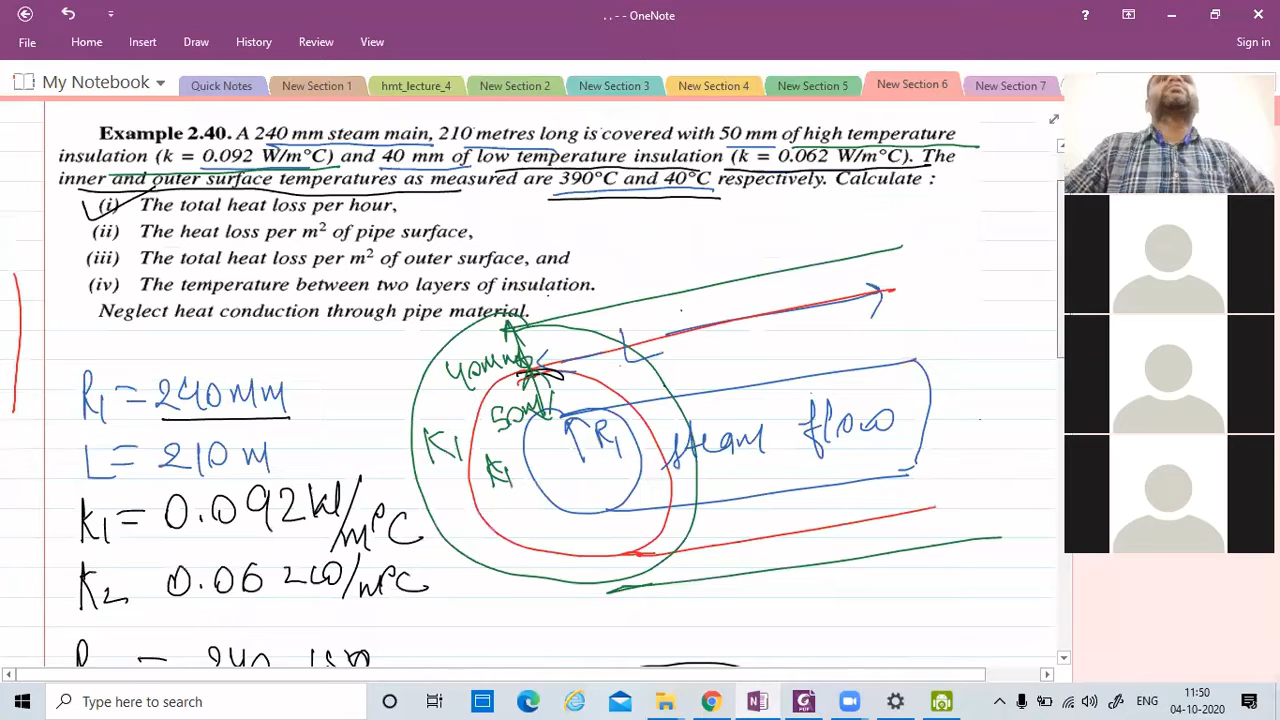 . . - - OneNote
Sign in
File Home Insert Draw History Review View
My Notebook Quick Notes New Section 1 hmt_lecture_4 New Section 2 New Section 3 New Section 4 New Section 5 New Section 6 New Section 7
Example 2.40. A 240 mm steam main, 210 metres long is covered with 50 mm of high temperature
insulation (k = 0.092 W/m°C) and 40 mm of low temperature insulation (k = 0.062 W/m°C). The
inner and outer surface temperatures as measured are 390°C and 40°C respectively. Calculate :
(i) The total heat loss per hour,
(ii) The heat loss per m² of pipe surface,
(iii) The total heat loss per m² of outer surface, and
(iv) The temperature between two layers of insulation.
Neglect heat conduction through pipe material.
L
40mm
R1 = 240mm
50m
K1
R1
steam flow
K1
L = 210 m
K1 = 0.092 W/m°C
K2 0.062 W/m°C
240
Type here to search
ENG
1:50
04-10-2020